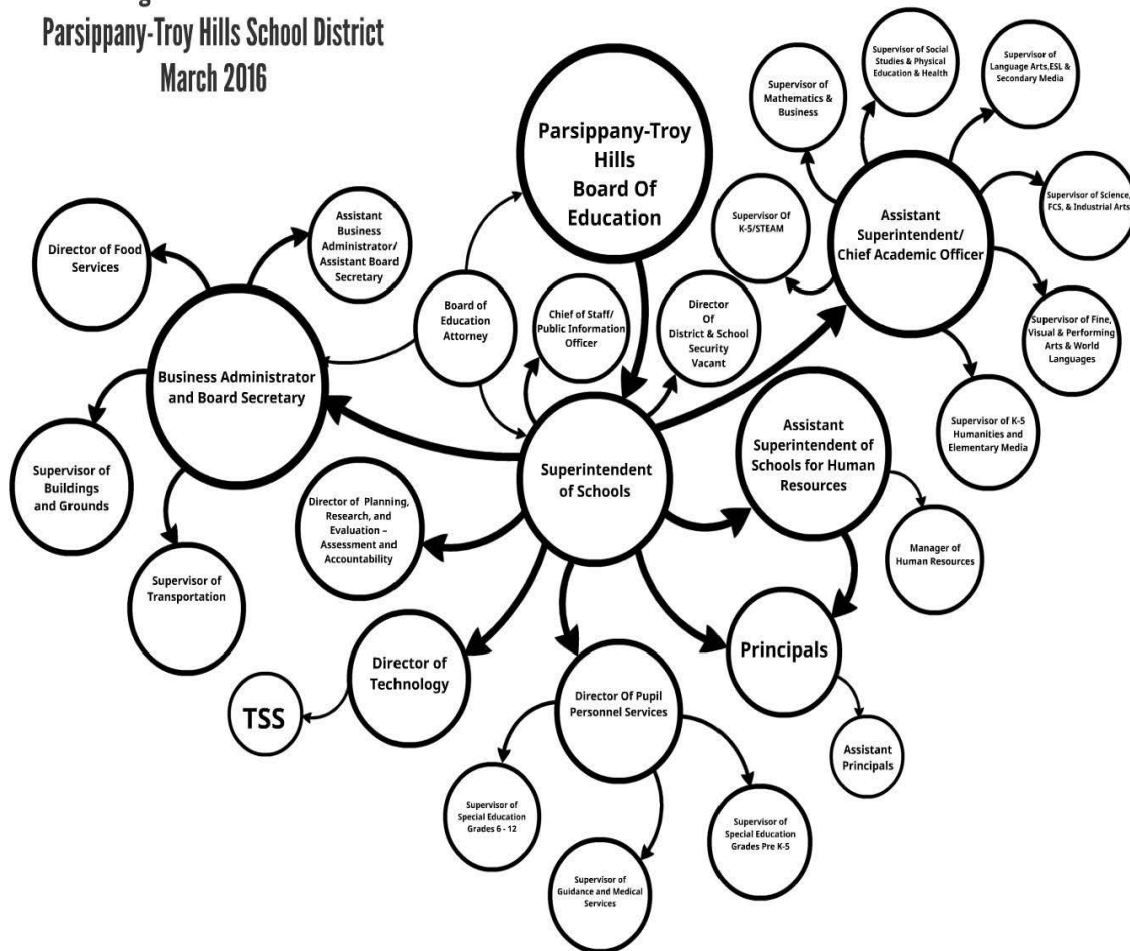 Parsippany-Troy Hills School District
March 2016
Parsippany-Troy
Hills
Board Of
Education
Supervisor of
Mathematics &
Business
Supervisor of Social
Studies & Physical
Education & Health
Supervisor of
Language Arts,ESL &
Secondary Media
Supervisor of Science,
FCS, & Industrial Arts
Supervisor Of
K-5/STEAM
Assistant
Superintendent/
Chief Academic Officer
Supervisor of Fine,
Visual & Performing
Arts & World
Languages
Supervisor of K-5
Humanities and
Elementary Media
Director of Food
Services
Assistant
Business
Administrator/
Assistant Board
Secretary
Board of
Education
Attorney
Chief of Staff/
Public Information
Officer
Director
Of
District & School
Security
Vacant
Business Administrator
and Board Secretary
Supervisor of
Buildings
and Grounds
Supervisor of
Transportation
Superintendent
of Schools
Assistant
Superintendent of
Schools for Human
Resources
Manager of
Human Resources
Director of Planning,
Research, and
Evaluation –
Assessment and
Accountability
Director of
Technology
TSS
Director Of Pupil
Personnel Services
Principals
Assistant
Principals
Supervisor of
Special Education
Grades 6 - 12
Supervisor of
Guidance and Medical
Services
Supervisor of
Special Education
Grades Pre K-5